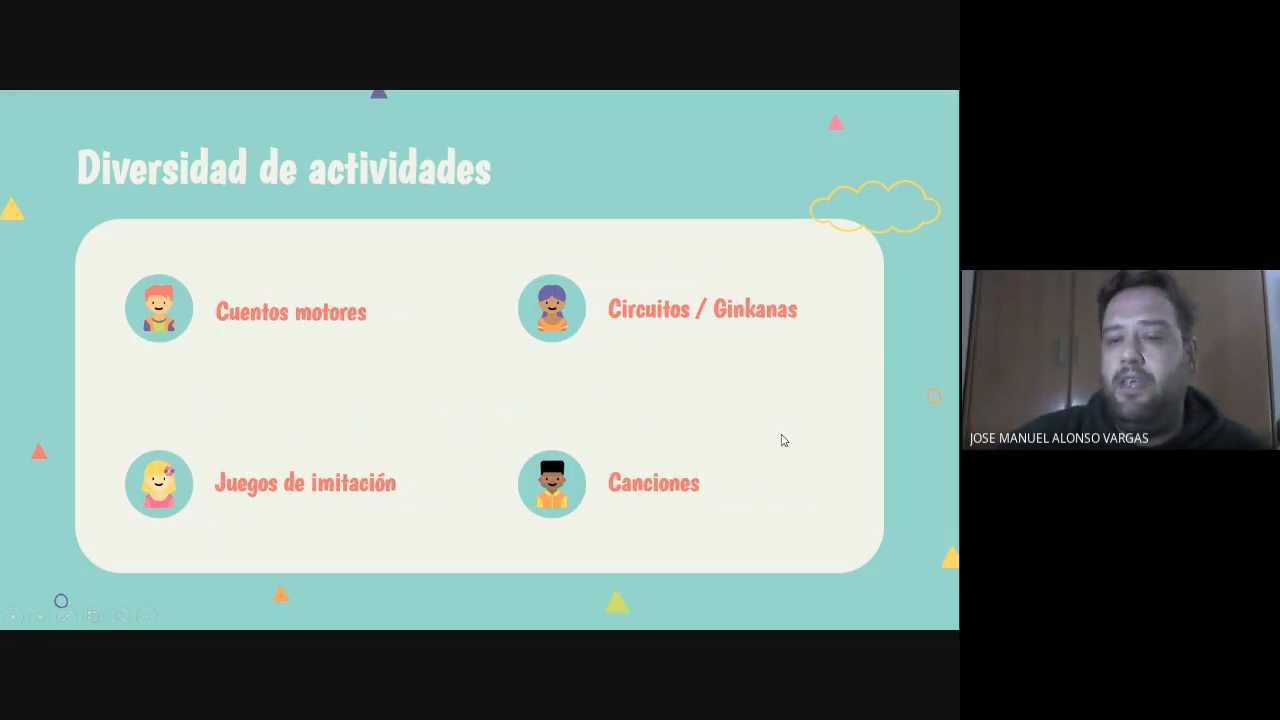 Diversidad de actividades
Cuentos motores
Circuitos / Ginkanas
Juegos de imitación
Canciones
JOSE MANUEL ALONSO VARGAS